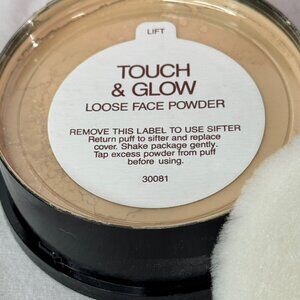 LIFT
TOUCH
& GLOW
LOOSE FACE POWDER
REMOVE THIS LABEL TO USE SIFTER
Return puff to sifter and replace
cover. Shake package gently.
Tap excess powder from puff
before using.
30081